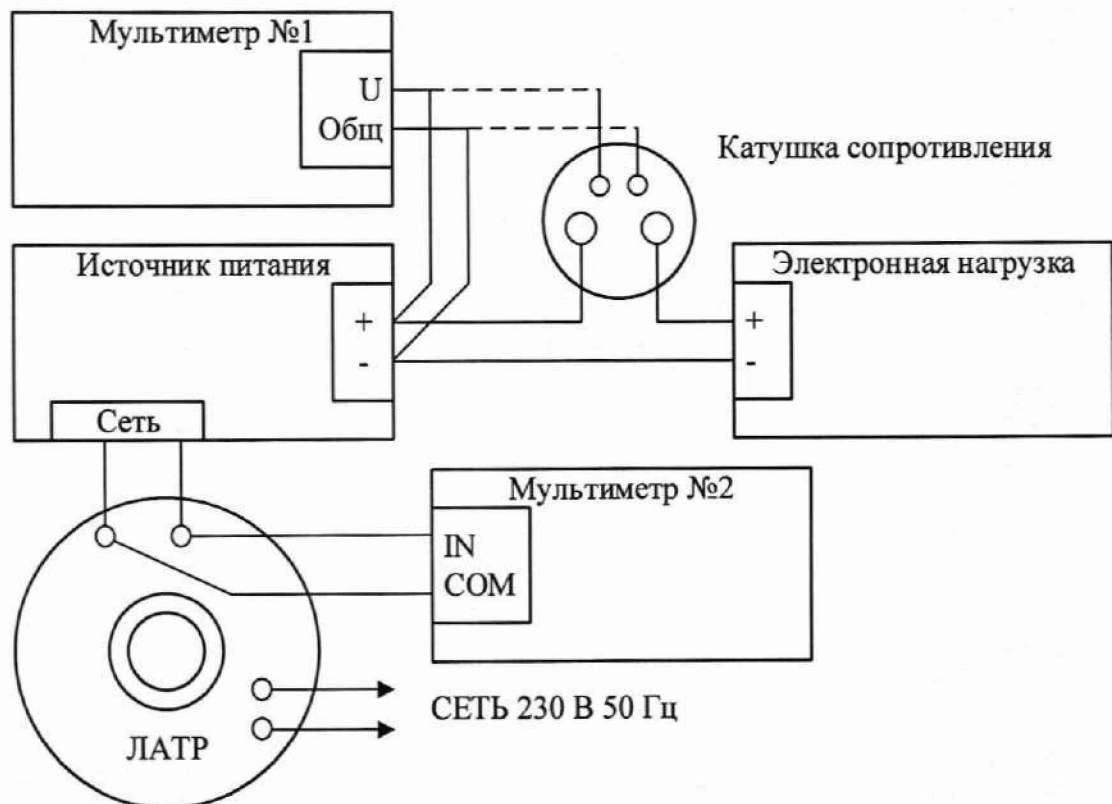 Мультиметр №1
U
Общ
Катушка сопротивления
Источник питания
+
-
Сеть
Электронная нагрузка
+
-
Мультиметр №2
IN
COM
СЕТЬ 230 В 50 Гц
ЛАТР